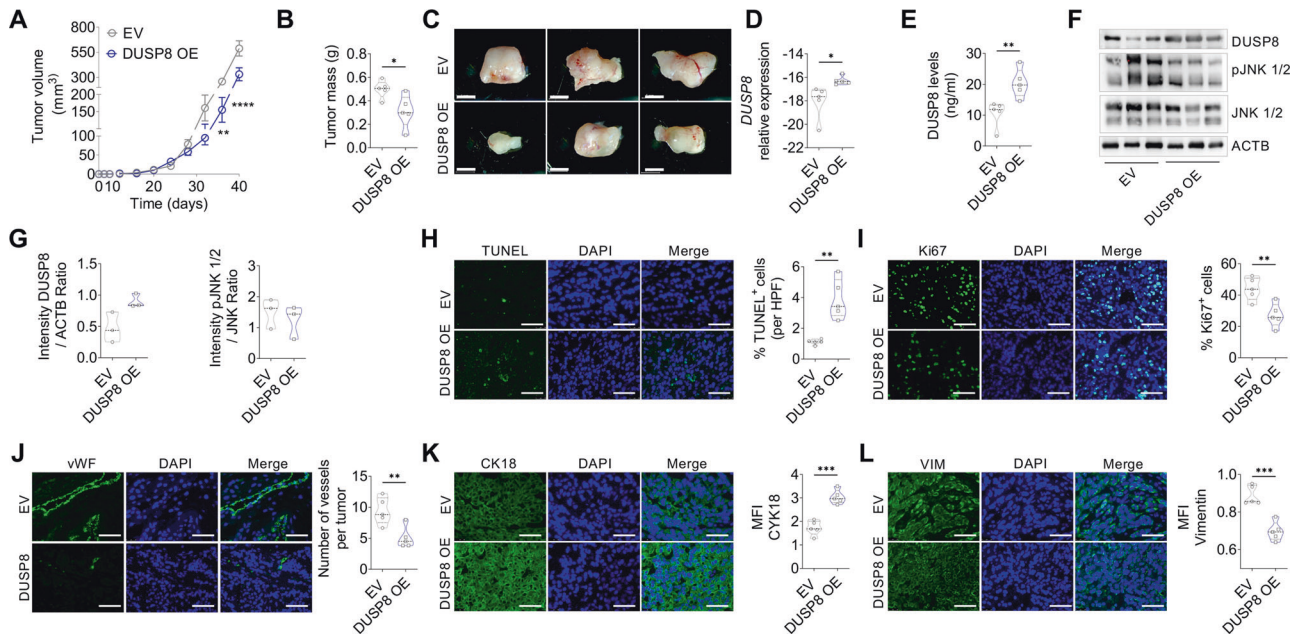 A
EV
DUSP8 OE
Tumor volume
(mm³)
550
300
200
150
100
50
0
0 10 10 20 30 40
Time (days)
**
****
B
Tumor mass (g)
0.8
0.6
0.4
0.2
0.0
*
EV
DUSP8 OE
C
EV
DUSP8 OE
D
DUSP8
relative expression
-14
-16
-18
-20
-22
*
EV
DUSP8 OE
E
DUSP8 levels
(ng/ml)
30
20
10
0
**
EV
DUSP8 OE
F
DUSP8
pJNK 1/2
JNK 1/2
ACTB
EV
DUSP8 OE
G
Intensity DUSP8
/ ACTB Ratio
1.5
1.0
0.5
0.0
EV
DUSP8 OE
Intensity pJNK 1/2
/ JNK Ratio
3
2
1
0
EV
DUSP8 OE
H
TUNEL
DAPI
Merge
EV
DUSP8 OE
% TUNEL⁺ cells
(per HPF)
6
4
2
0
**
EV
DUSP8 OE
I
Ki67
DAPI
Merge
EV
DUSP8 OE
% Ki67⁺ cells
60
40
20
0
**
EV
DUSP8 OE
J
vWF
DAPI
Merge
EV
DUSP8
Number of vessels
per tumor
15
10
5
0
**
EV
DUSP8 OE
K
CK18
DAPI
Merge
EV
DUSP8 OE
MFI
CYK18
4
3
2
1
0
***
EV
DUSP8 OE
L
VIM
DAPI
Merge
EV
DUSP8 OE
MFI
Vimentin
1.0
0.8
0.6
***
EV
DUSP8 OE